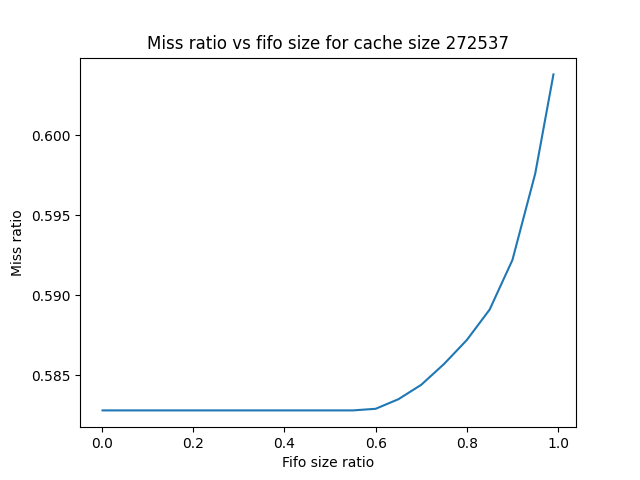 Miss ratio vs fifo size for cache size 272537
0.600
0.595
0.590
0.585
Miss ratio
0.0 0.2 0.4 0.6 0.8 1.0
Fifo size ratio